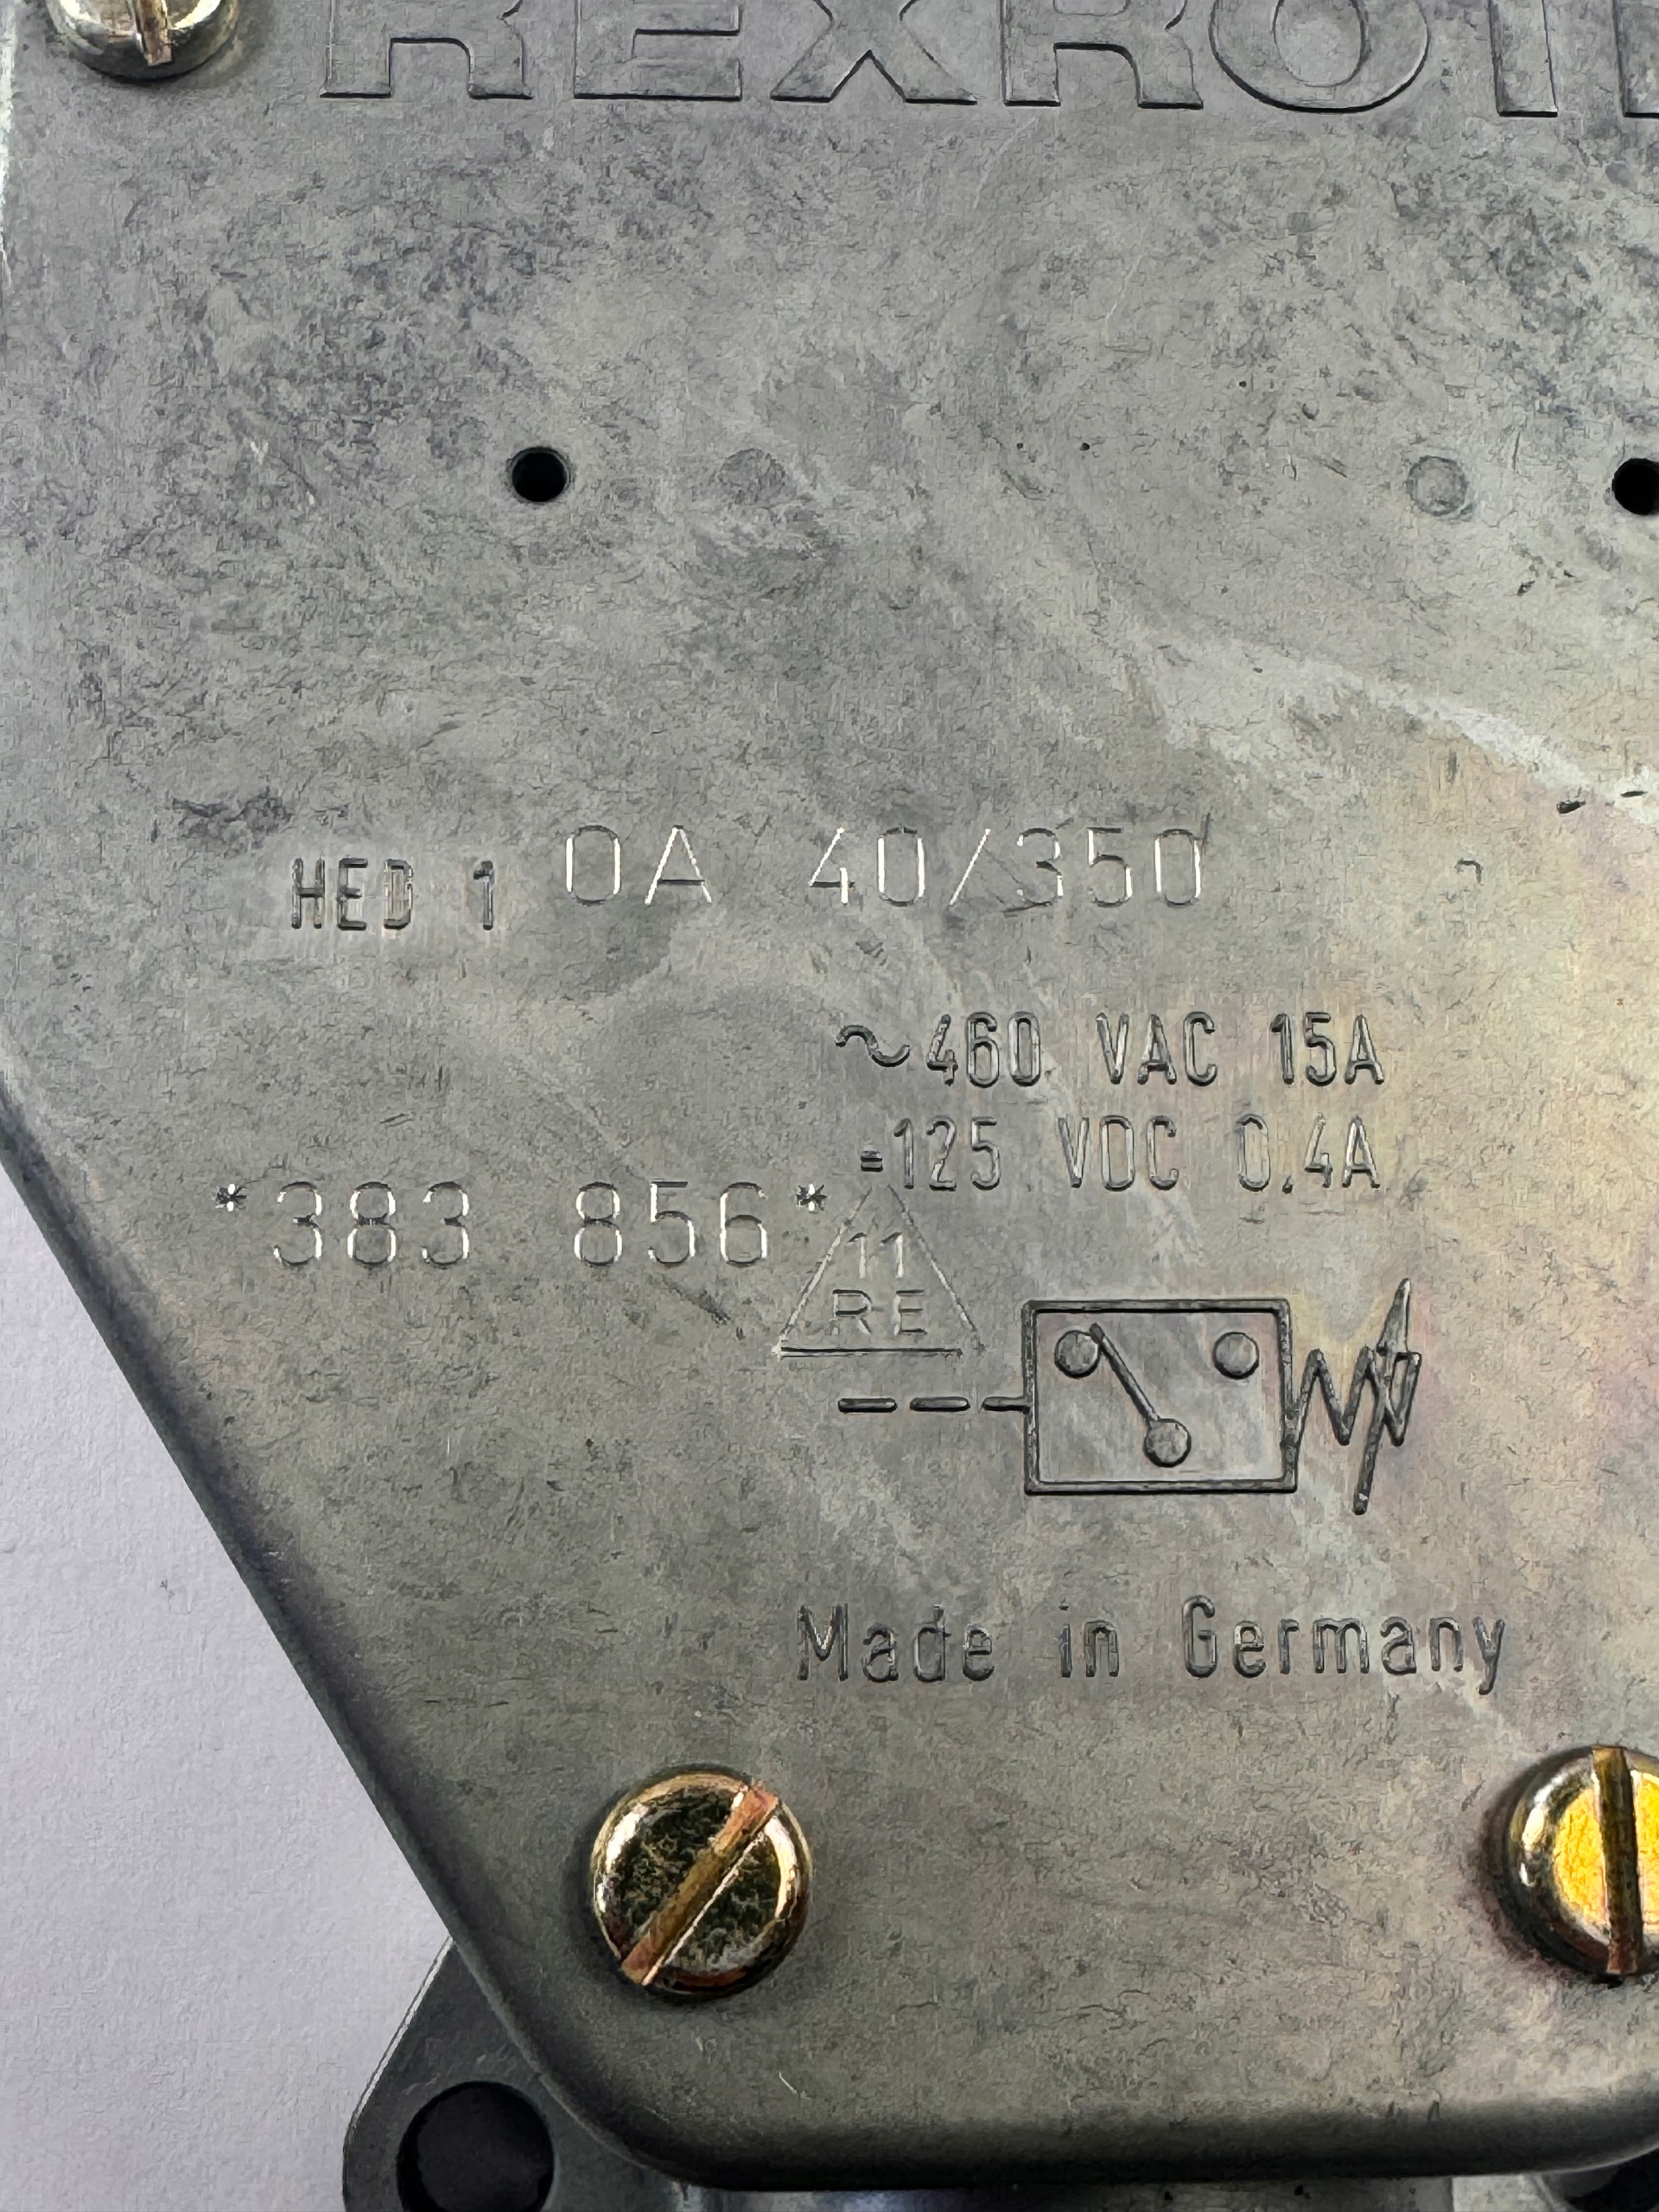 REXROT
HED 1 OA 40/350
~460 VAC 15A
=125 VDC 0.4A
*383 856*
11
RE
Made in Germany